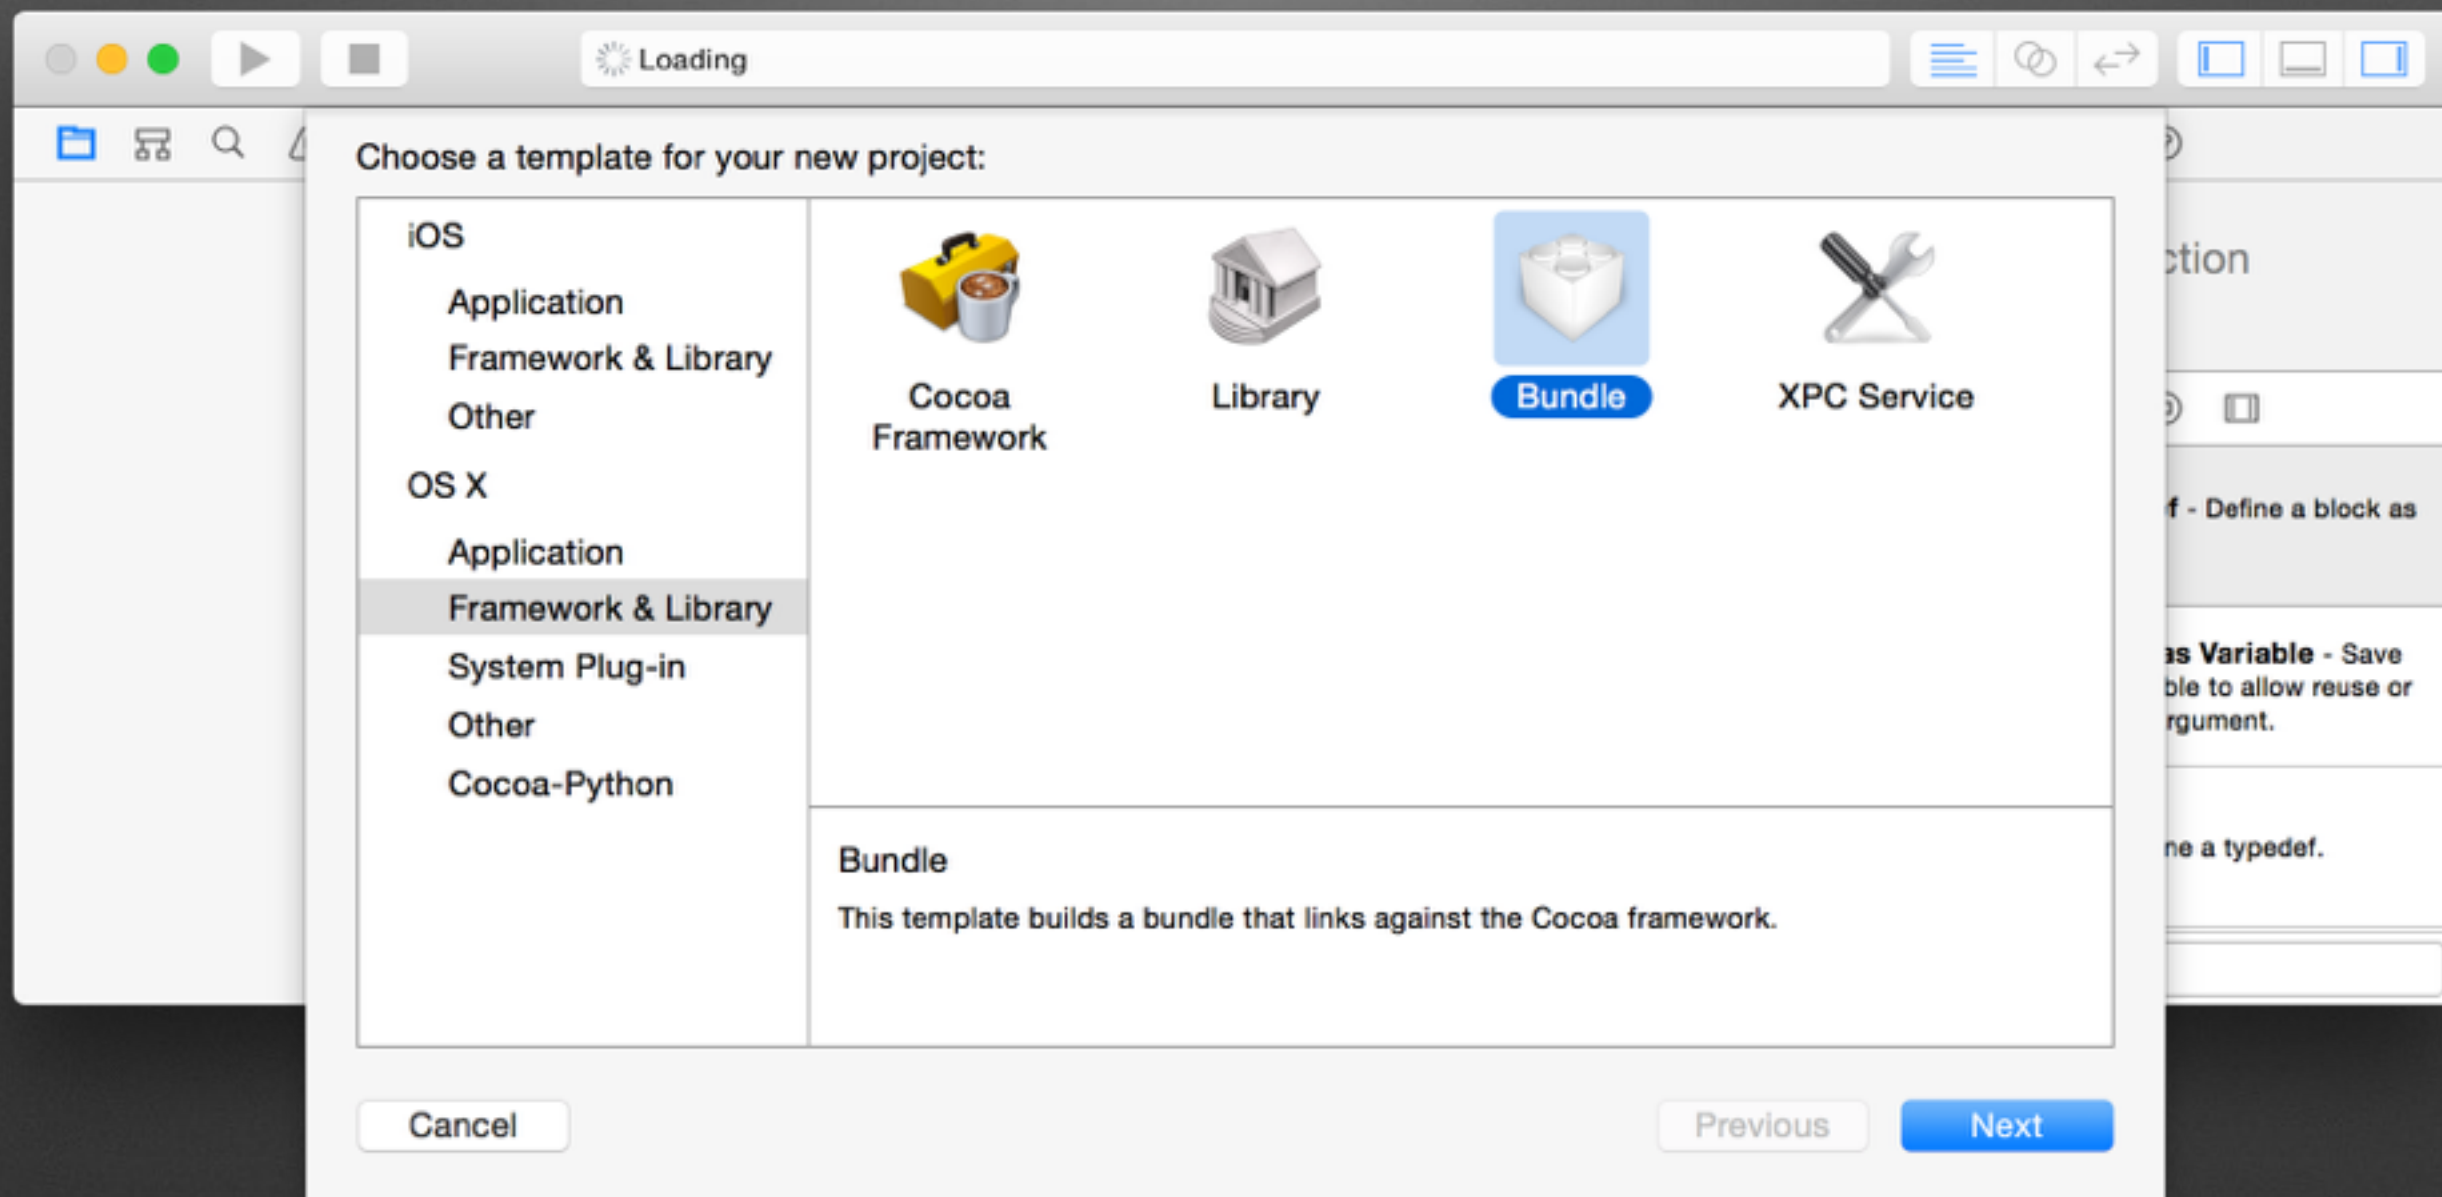 Loading
Choose a template for your new project:
iOS
Application
Framework & Library
Other
OS X
Application
Framework & Library
System Plug-in
Other
Cocoa-Python
Cocoa
Framework
Library
Bundle
XPC Service
Bundle
This template builds a bundle that links against the Cocoa framework.
Cancel
Previous
Next
ction
f - Define a block as
as Variable - Save
ble to allow reuse or
rgument.
ne a typedef.